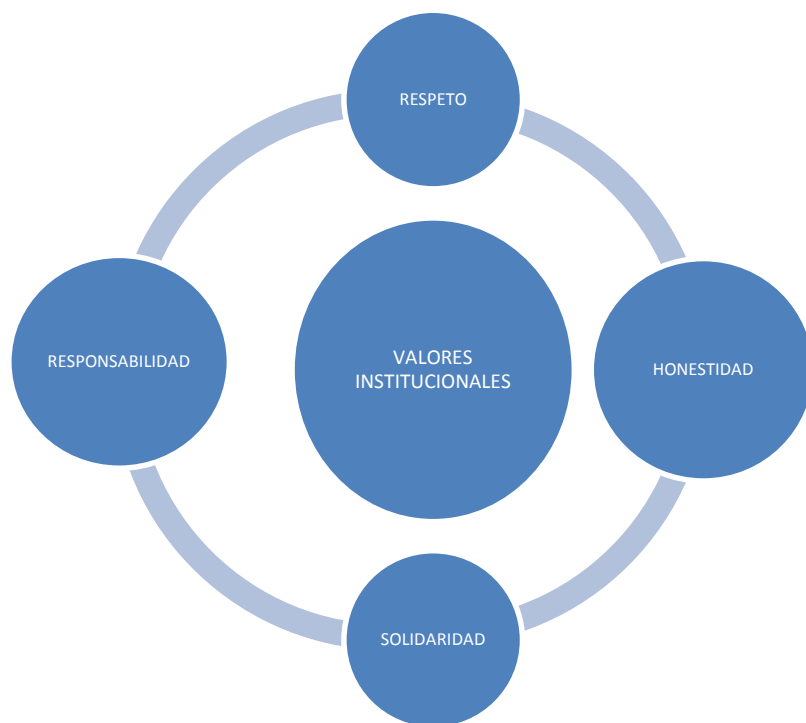 RESPETO
RESPONSABILIDAD
VALORES
INSTITUCIONALES
HONESTIDAD
SOLIDARIDAD